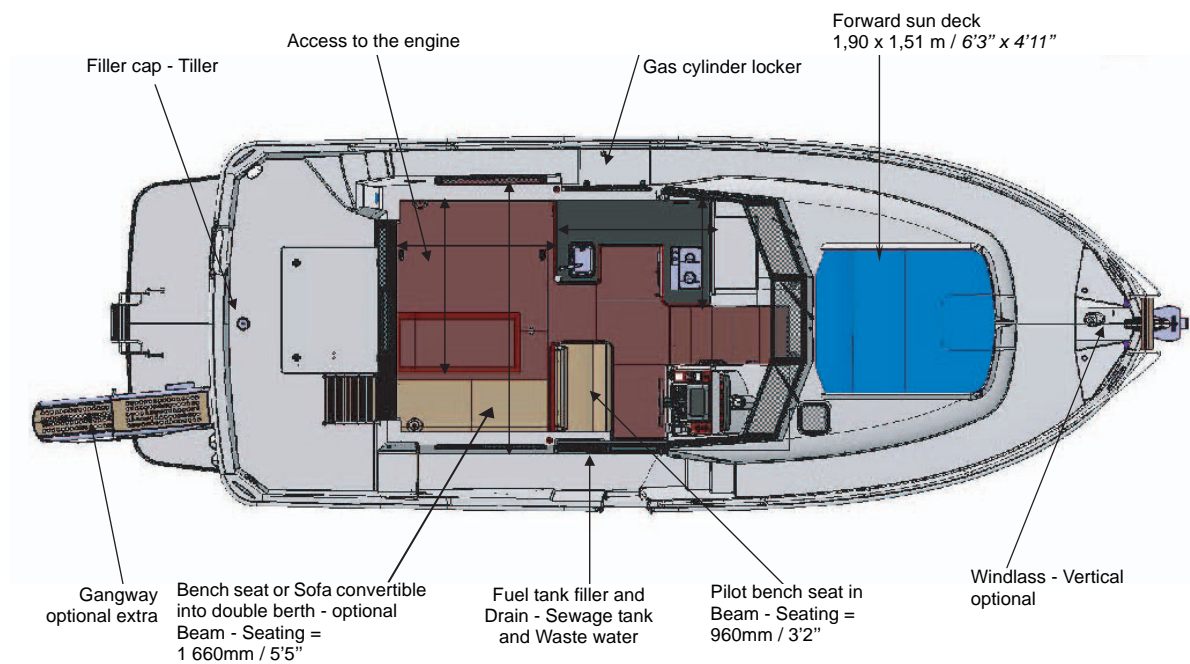 Forward sun deck
1,90 x 1,51 m / 6’3’’ x 4’11’’
Access to the engine
Filler cap - Tiller
Gas cylinder locker
Gangway
optional extra
Bench seat or Sofa convertible
into double berth - optional
Beam - Seating =
1 660mm / 5’5’’
Fuel tank filler and
Drain - Sewage tank
and Waste water
Pilot bench seat in
Beam - Seating =
960mm / 3’2’’
Windlass - Vertical
optional